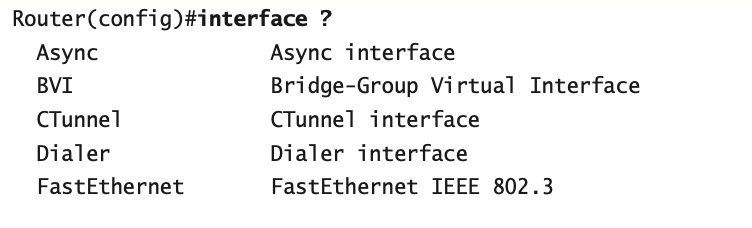 Router(config)#interface ?
  Async              Async interface
  BVI                Bridge-Group Virtual Interface
  CTunnel            CTunnel interface
  Dialer             Dialer interface
  FastEthernet       FastEthernet IEEE 802.3